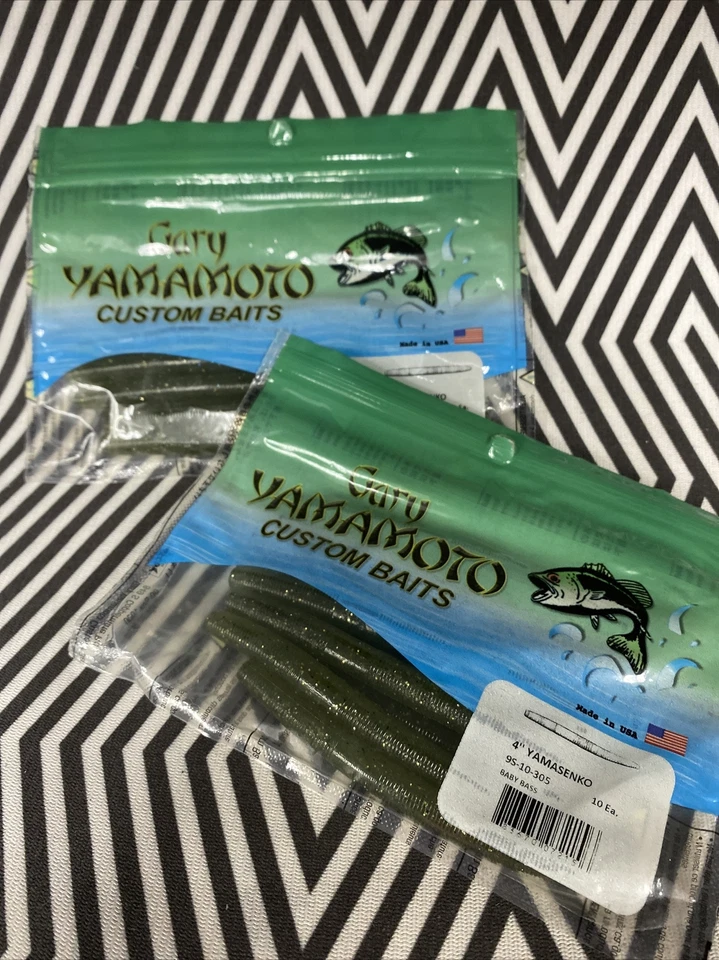 Gary
YAMAMOTO
CUSTOM BAITS
Made in USA
Gary
YAMAMOTO
CUSTOM BAITS
Made in USA
4" YAMASENKO
9S-10-305
BABY BASS
10 Ea.